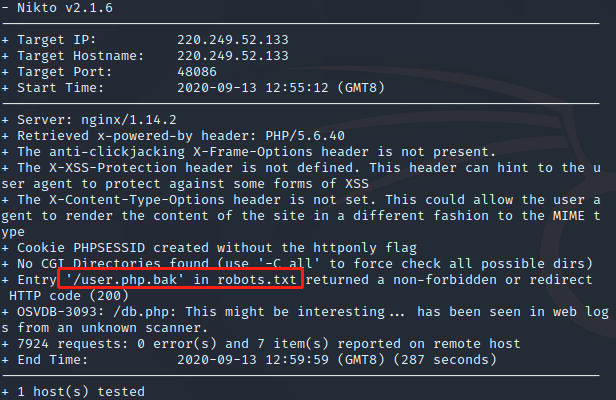 - Nikto v2.1.6
+ Target IP: 220.249.52.133
+ Target Hostname: 220.249.52.133
+ Target Port: 48086
+ Start Time: 2020-09-13 12:55:12 (GMT8)
+ Server: nginx/1.14.2
+ Retrieved x-powered-by header: PHP/5.6.40
+ The anti-clickjacking X-Frame-Options header is not present.
+ The X-XSS-Protection header is not defined. This header can hint to the u
ser agent to protect against some forms of XSS
+ The X-Content-Type-Options header is not set. This could allow the user a
gent to render the content of the site in a different fashion to the MIME t
ype
+ Cookie PHPSESSID created without the httponly flag
+ No CGI Directories found (use '-C all' to force check all possible dirs)
+ Entry '/user.php.bak' in robots.txt returned a non-forbidden or redirect
HTTP code (200)
+ OSVDB-3093: /db.php: This might be interesting... has been seen in web log
s from an unknown scanner.
+ 7924 requests: 0 error(s) and 7 item(s) reported on remote host
+ End Time: 2020-09-13 12:59:59 (GMT8) (287 seconds)
+ 1 host(s) tested